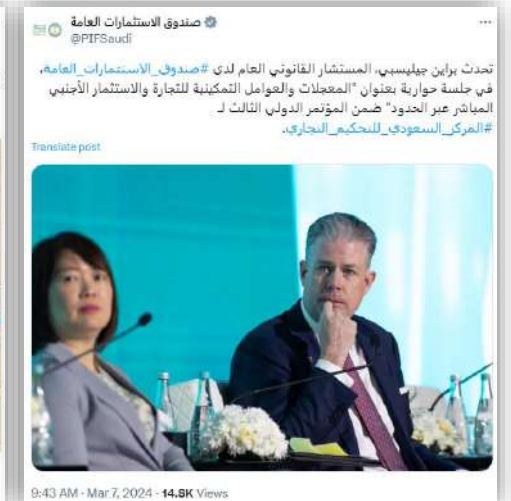 صندوق الاستثمارات العامة
@PIFSaudi
تحدث براين جيليسبي، المستشار القانوني العام لدى #صندوق_الاستثمارات_العامة،
في جلسة حوارية بعنوان "المعجلات والعوامل التمكينية للتجارة والاستثمار الأجنبي
المباشر عبر الحدود" ضمن المؤتمر الدولي الثالث لـ
#المركز_السعودي_للتحكيم_التجاري.
Translate post
9:43 AM · Mar 7, 2024 · 14.8K Views